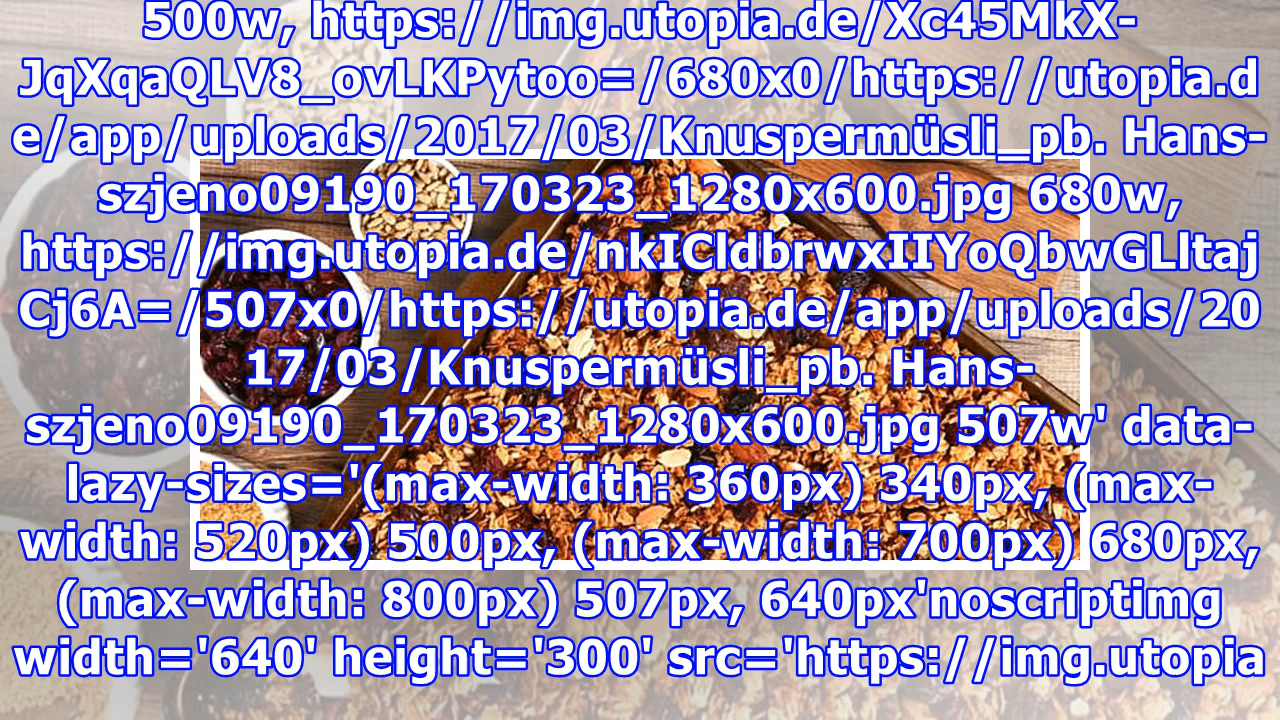 500w, https://img.utopia.de/Xc45MkX-
JqXqaQLV8_ovLKPytoo=/680x0/https://utopia.d
e/app/uploads/2017/03/Knuspermüsli_pb. Hans-
szjeno09190_170323_1280x600.jpg 680w,
https://img.utopia.de/nkICldbrwxIIYoQbwGLltaj
Cj6A=/507x0/https://utopia.de/app/uploads/20
17/03/Knuspermüsli_pb. Hans-
szjeno09190_170323_1280x600.jpg 507w' data-
lazy-sizes='(max-width: 360px) 340px, (max-
width: 520px) 500px, (max-width: 700px) 680px,
(max-width: 800px) 507px, 640px'noscriptimg
width='640' height='300' src='https://img.utopia